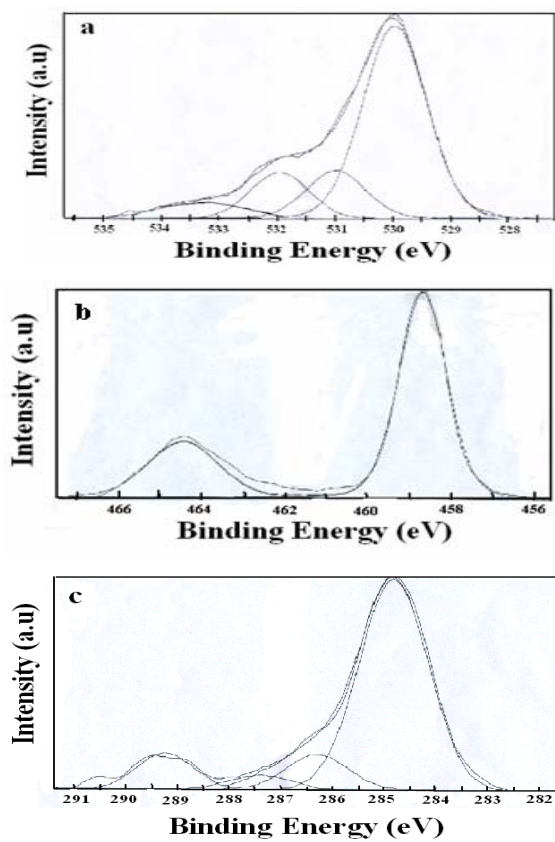 a
Intensity (a.u)
535 534 533 532 531 530 529 528
Binding Energy (eV)
b
Intensity (a.u)
466 464 462 460 458 456
Binding Energy (eV)
c
Intensity (a.u)
291 290 289 288 287 286 285 284 283 282
Binding Energy (eV)